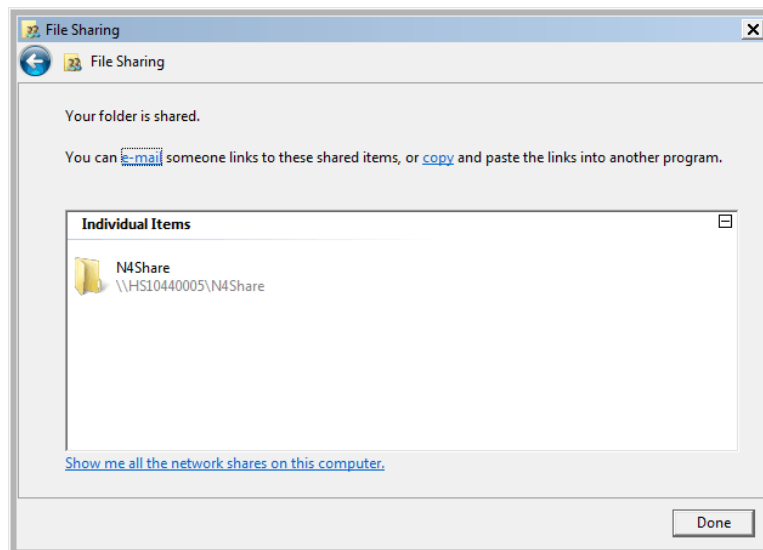 File Sharing
File Sharing
Your folder is shared.
You can e-mail someone links to these shared items, or copy and paste the links into another program.
Individual Items
N4Share
\\HS10440005\N4Share
Show me all the network shares on this computer.
Done